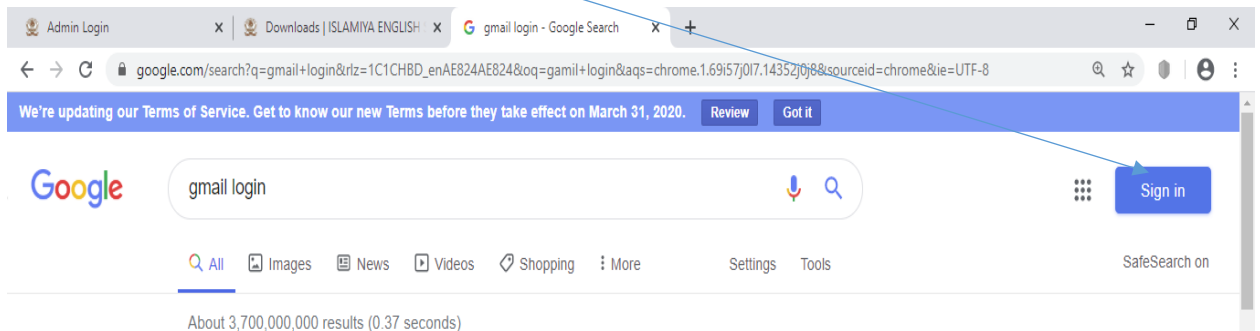 Admin Login
Downloads | ISLAMIYA ENGLISH
gmail login - Google Search
google.com/search?q=gmail+login&rlz=1C1CHBD_enAE824AE824&oq=gamil+login&aqs=chrome.1.69i57j0l7.14352j0j8&sourceid=chrome&ie=UTF-8
We're updating our Terms of Service. Get to know our new Terms before they take effect on March 31, 2020. Review Got it
Google gmail login Sign in
All Images News Videos Shopping More Settings Tools SafeSearch on
About 3,700,000,000 results (0.37 seconds)